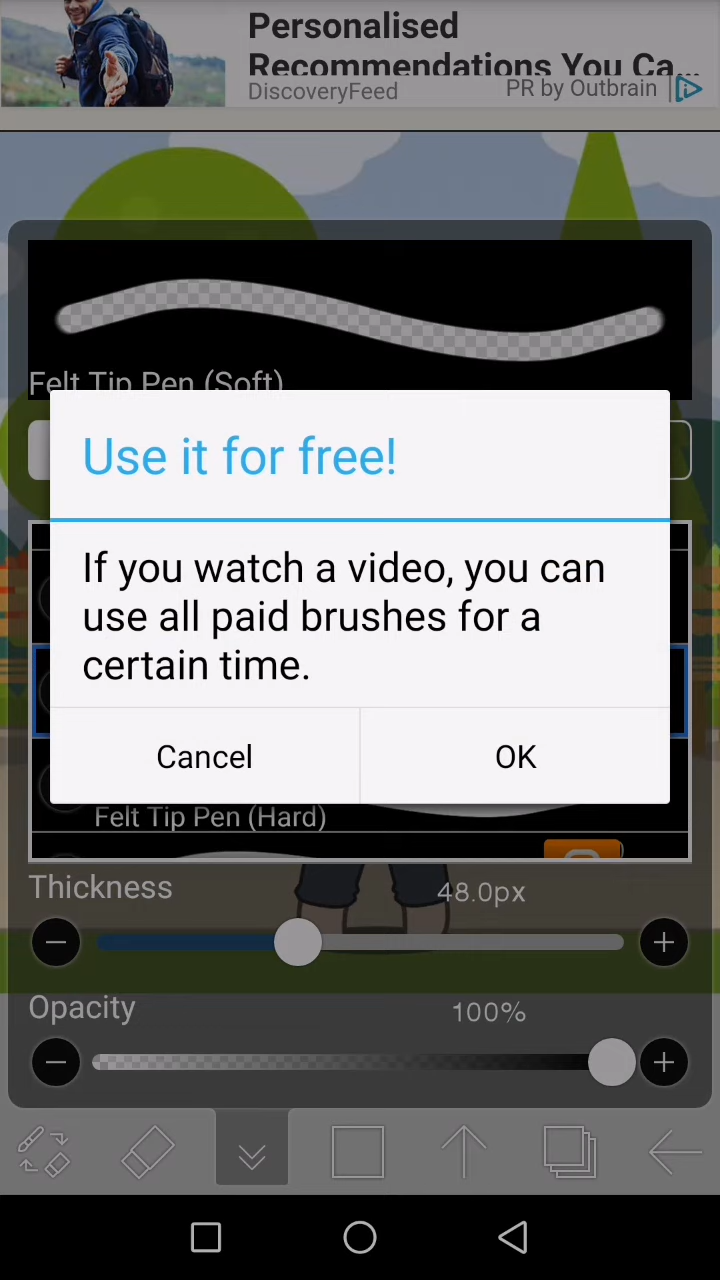 Personalised
Recommendations You Ca...
DiscoveryFeed
PR by Outbrain
Felt Tip Pen (Soft)
Use it for free!
If you watch a video, you can
use all paid brushes for a
certain time.
Cancel
OK
Felt Tip Pen (Hard)
Thickness
48.0px
Opacity
100%